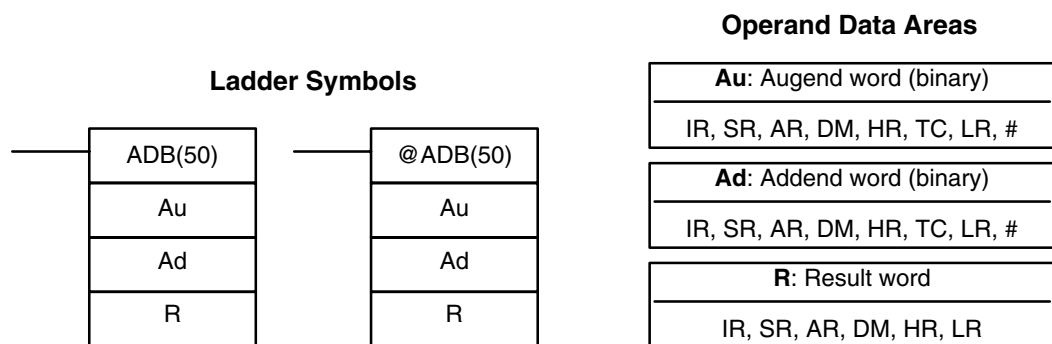 Ladder Symbols
ADB(50)
Au
Ad
R
@ADB(50)
Au
Ad
R
Operand Data Areas
Au: Augend word (binary)
IR, SR, AR, DM, HR, TC, LR, #
Ad: Addend word (binary)
IR, SR, AR, DM, HR, TC, LR, #
R: Result word
IR, SR, AR, DM, HR, LR